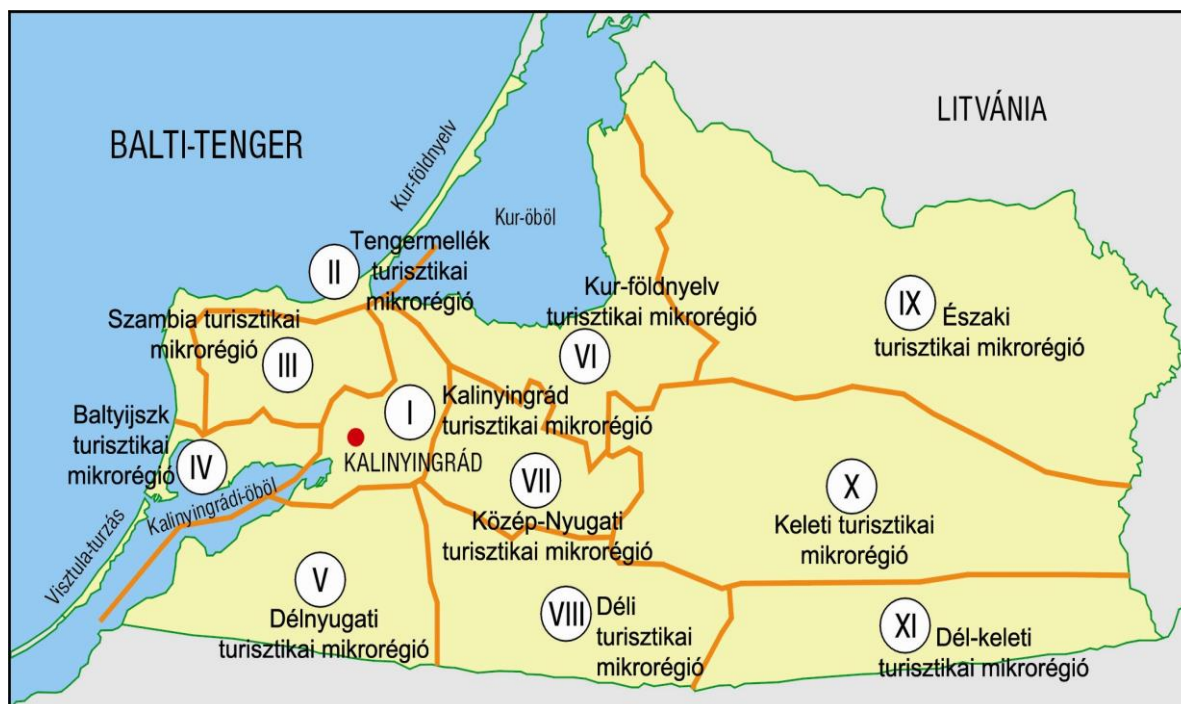 BALTI-TENGER
LITVÁNIA
Kur-földnyelv
Kur-öböl
II
Tengermellék
turisztikai
mikrorégió
Kur-földnyelv
turisztikai mikrorégió
VI
IX
Északi
turisztikai mikrorégió
Szambia turisztikai
mikrorégió
III
I
Kalinyingrád
turisztikai mikrorégió
KALINYINGRÁD
Baltyijszk
turisztikai
mikrorégió
IV
Kalinyingrádi-öböl
Visztula-turzás
VII
Közép-Nyugati
turisztikai mikrorégió
X
Keleti turisztikai
mikrorégió
V
Délnyugati
turisztikai mikrorégió
VIII
Déli
turisztikai
mikrorégió
XI
Dél-keleti
turisztikai mikrorégió